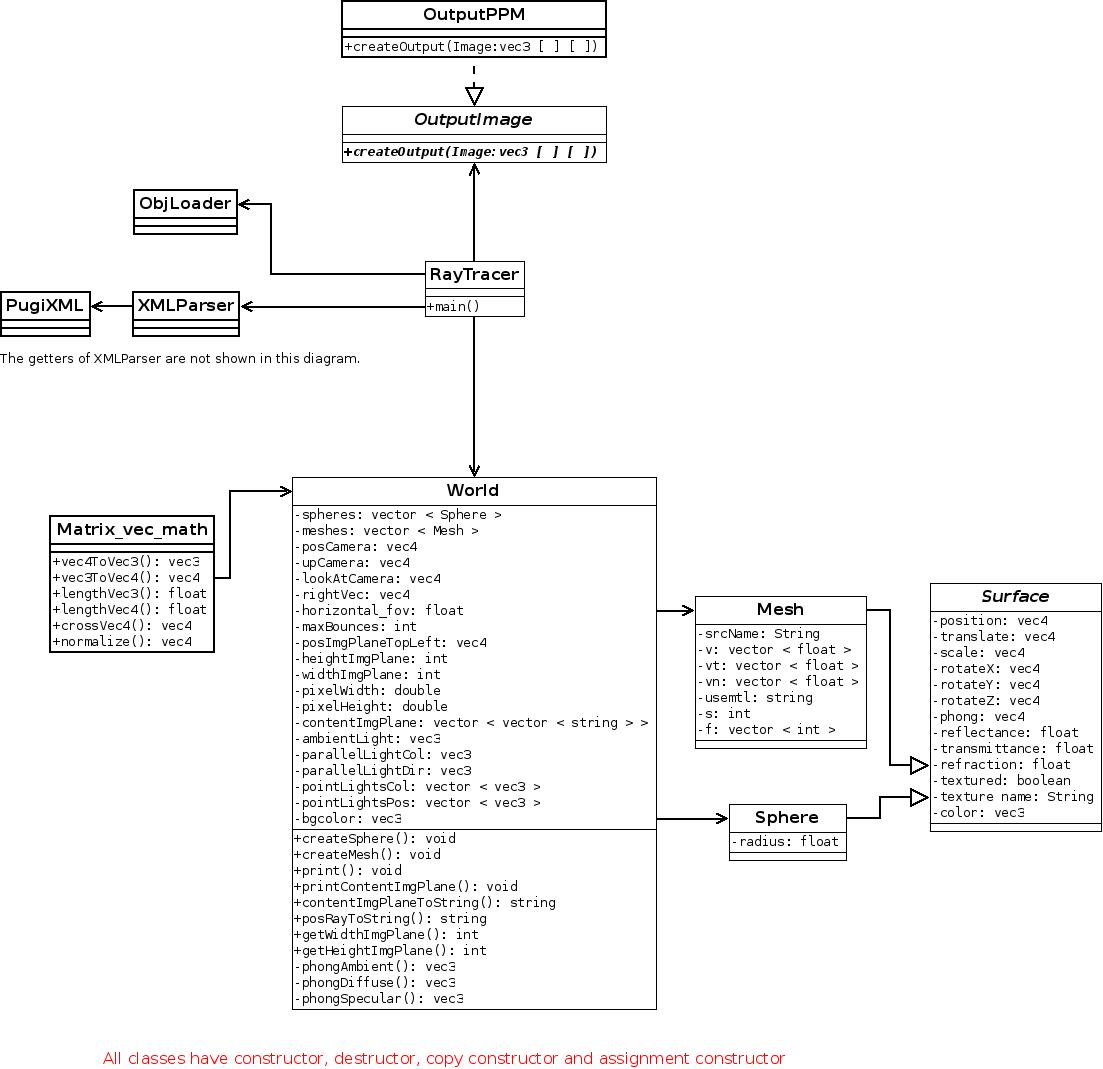 OutputPPM
+createOutput(Image:vec3 [ ] [ ])
OutputImage
+createOutput(Image:vec3 [ ] [ ])
ObjLoader
RayTracer
+main()
PugiXML
XMLParser
The getters of XMLParser are not shown in this diagram.
World
-spheres: vector < Sphere >
-meshes: vector < Mesh >
-posCamera: vec4
-upCamera: vec4
-lookAtCamera: vec4
-rightVec: vec4
-horizontal_fov: float
-maxBounces: int
-posImgPlaneTopLeft: vec4
-heightImgPlane: int
-widthImgPlane: int
-pixelWidth: double
-pixelHeight: double
-contentImgPlane: vector < vector < string > >
-ambientLight: vec3
-parallelLightCol: vec3
-parallelLightDir: vec3
-pointLightsCol: vector < vec3 >
-pointLightsPos: vector < vec3 >
-bgcolor: vec3
+createSphere(): void
+createMesh(): void
+print(): void
+printContentImgPlane(): void
+contentImgPlaneToString(): string
+posRayToString(): string
+getWidthImgPlane(): int
+getHeightImgPlane(): int
-phongAmbient(): vec3
-phongDiffuse(): vec3
-phongSpecular(): vec3
Matrix_vec_math
+vec4ToVec3(): vec3
+vec3ToVec4(): vec4
+lengthVec3(): float
+lengthVec4(): float
+crossVec4(): vec4
+normalize(): vec4
Mesh
-srcName: String
-v: vector < float >
-vt: vector < float >
-vn: vector < float >
-usemtl: string
-s: int
-f: vector < int >
Sphere
-radius: float
Surface
-position: vec4
-translate: vec4
-scale: vec4
-rotateX: vec4
-rotateY: vec4
-rotateZ: vec4
-phong: vec4
-reflectance: float
-transmittance: float
-refraction: float
-textured: boolean
-texture name: String
-color: vec3
All classes have constructor, destructor, copy constructor and assignment constructor